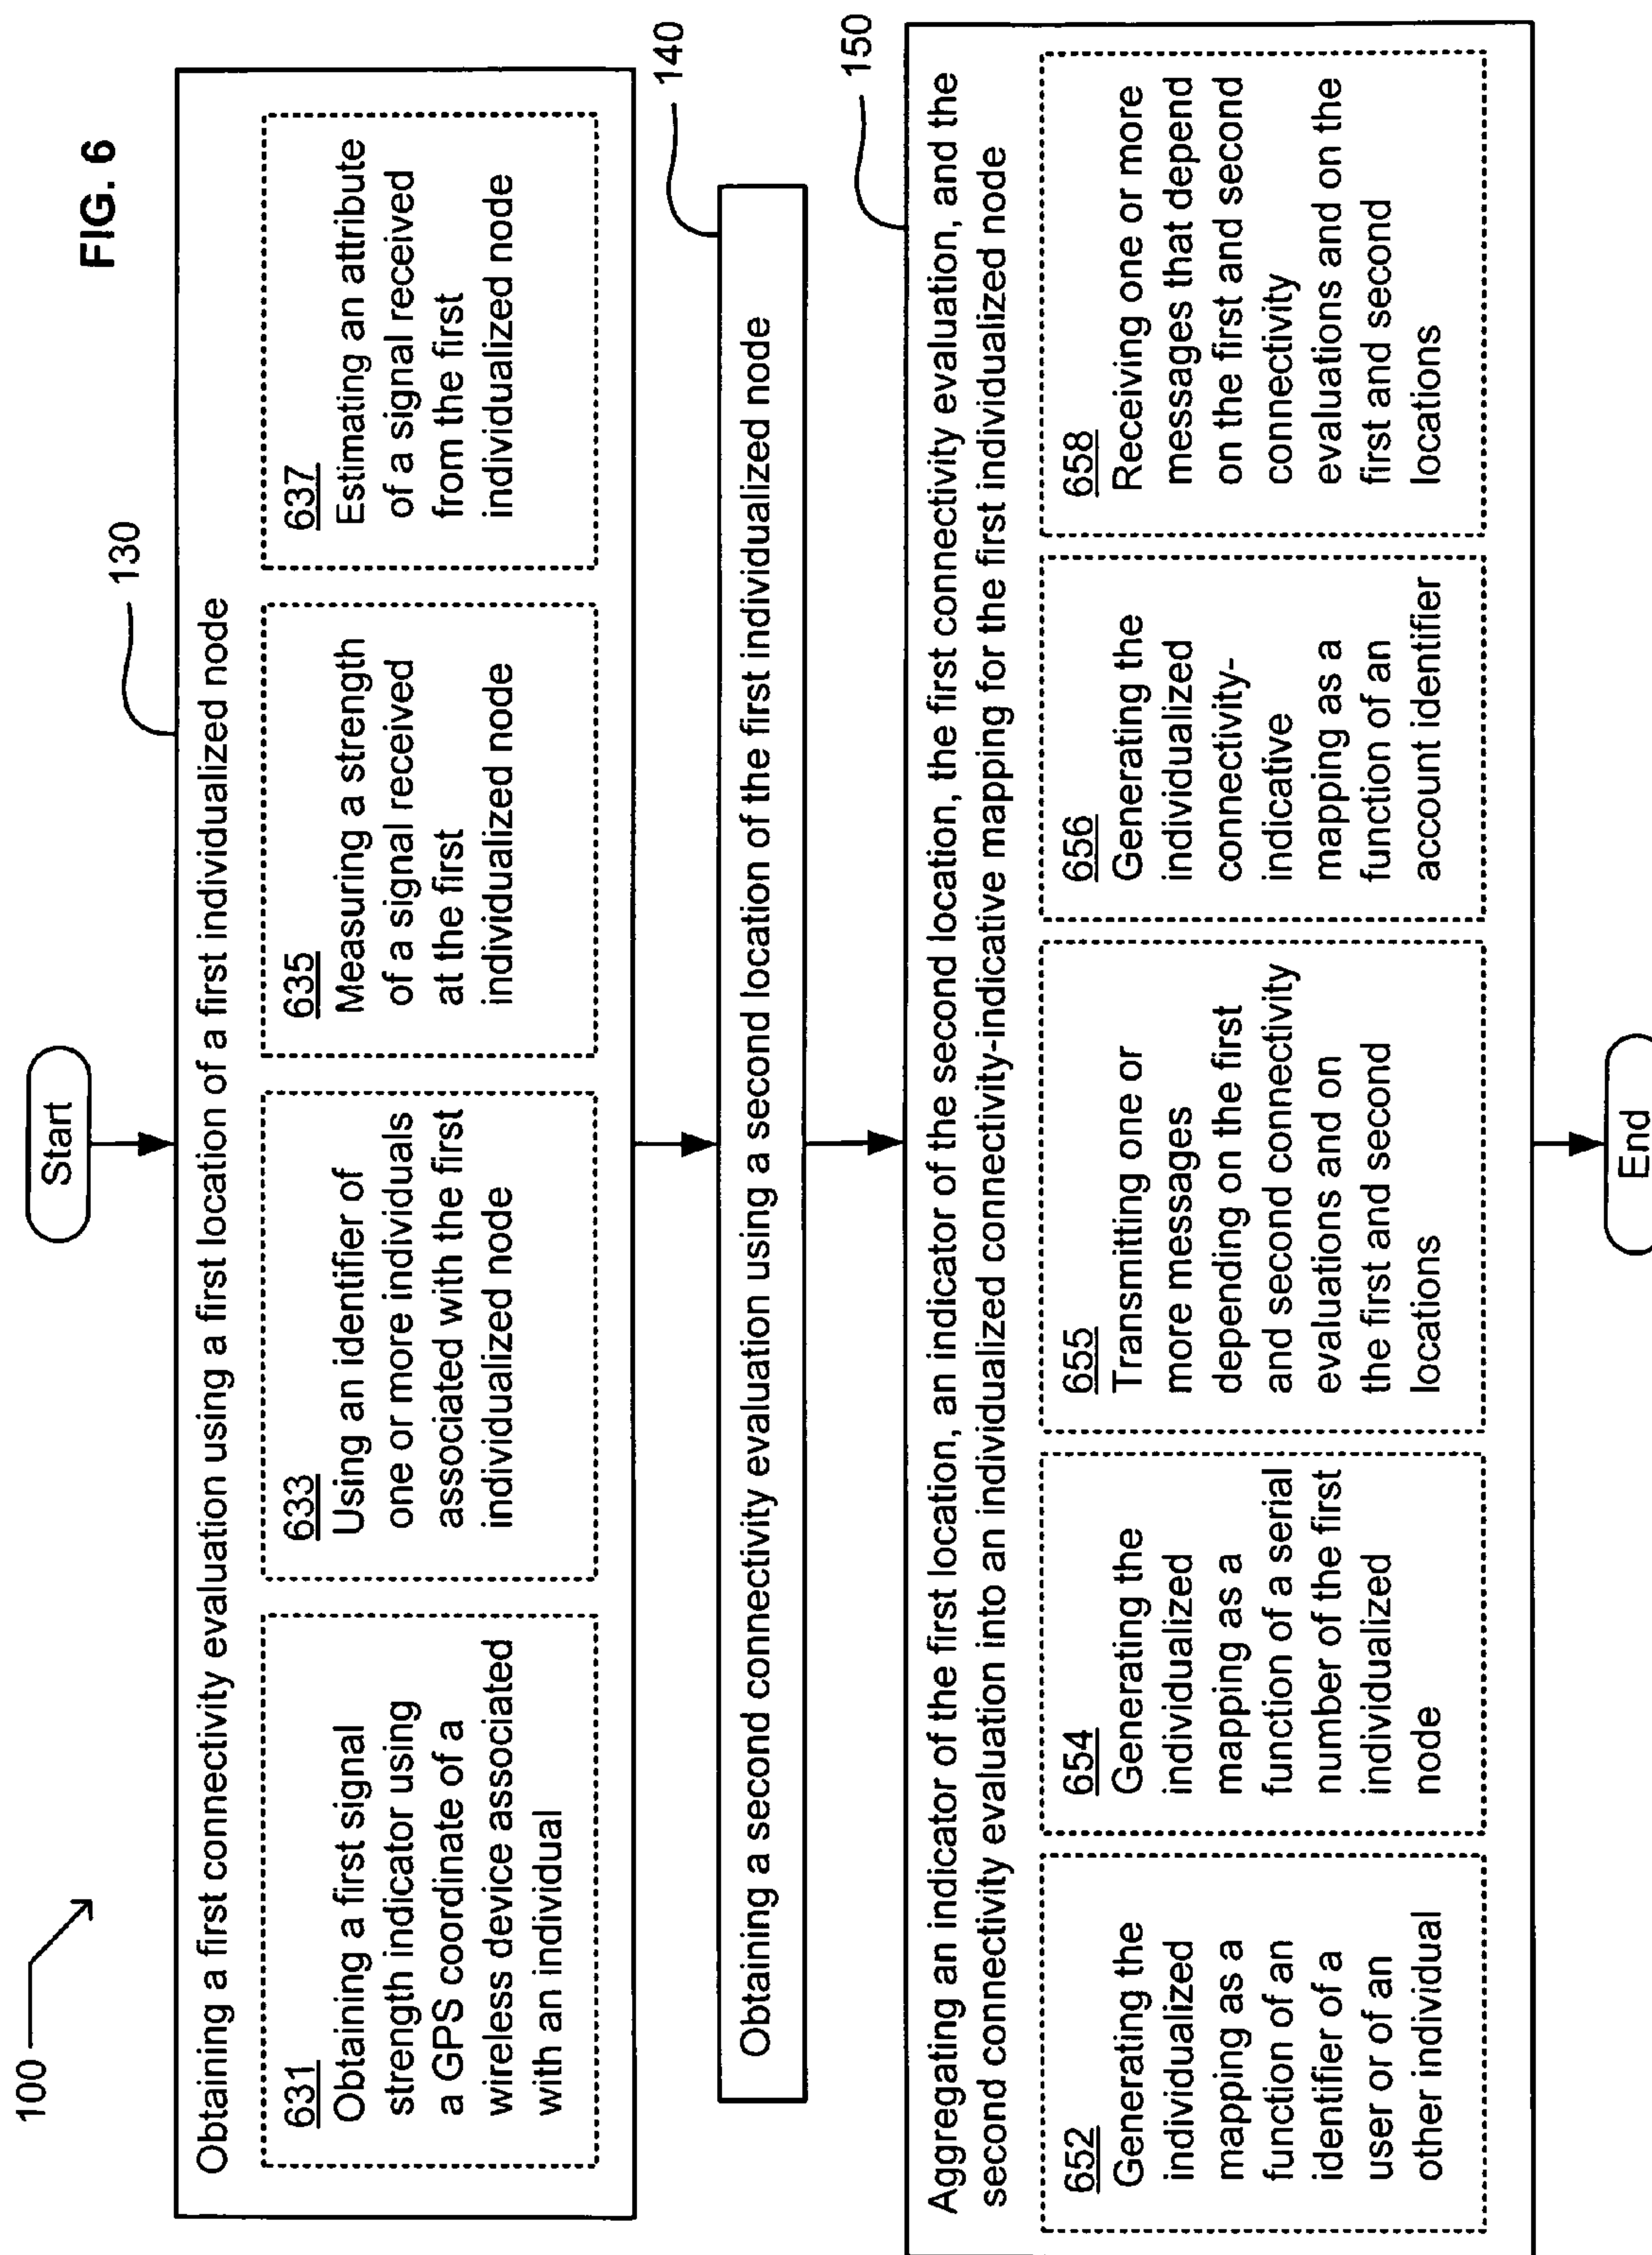 100
FIG. 6
Start
130
Obtaining a first connectivity evaluation using a first location of a first individualized node
631
Obtaining a first signal
strength indicator using
a GPS coordinate of a
wireless device associated
with an individual
633
Using an identifier of
one or more individuals
associated with the first
individualized node
635
Measuring a strength
of a signal received
at the first
individualized node
637
Estimating an attribute
of a signal received
from the first
individualized node
140
Obtaining a second connectivity evaluation using a second location of the first individualized node
150
Aggregating an indicator of the first location, an indicator of the second location, the first connectivity evaluation, and the
second connectivity evaluation into an individualized connectivity-indicative mapping for the first individualized node
652
Generating the
individualized
mapping as a
function of an
identifier of a
user or of an
other individual
654
Generating the
individualized
mapping as a
function of a serial
number of the first
individualized
node
655
Transmitting one or
more messages
depending on the first
and second connectivity
evaluations and on
the first and second
locations
656
Generating the
individualized
connectivity-
indicative
mapping as a
function of an
account identifier
658
Receiving one or more
messages that depend
on the first and second
connectivity
evaluations and on the
first and second
locations
End